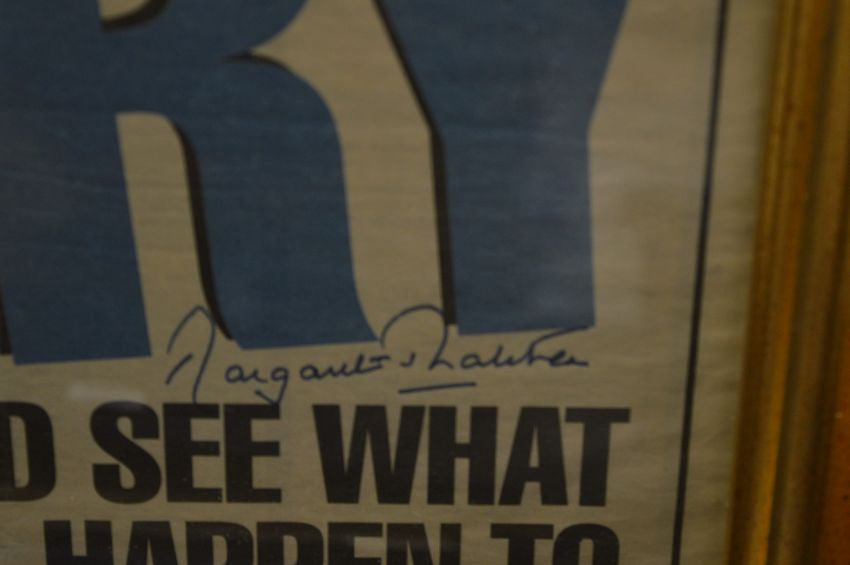 RY
Margaret Thatcher
D SEE WHAT
HAPPEN TO